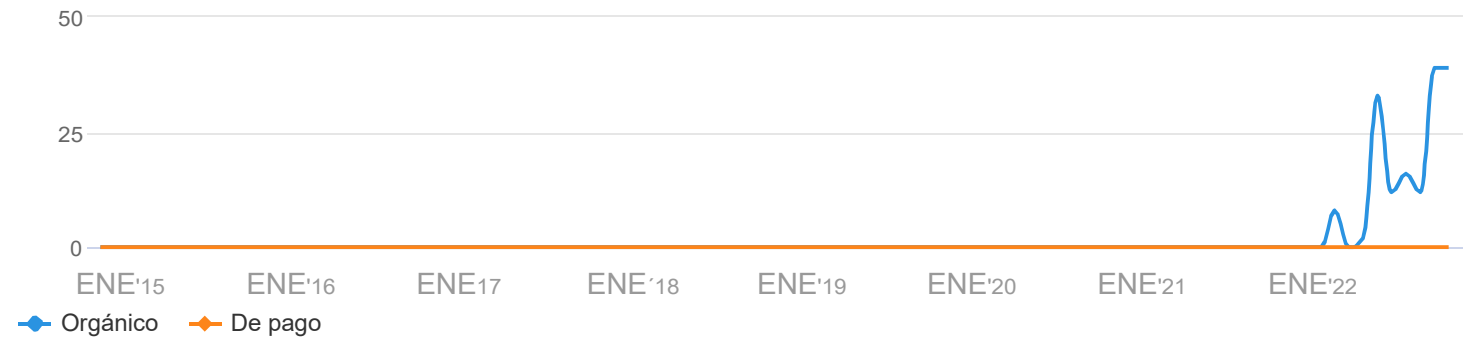 50
25
0
ENE'15 ENE'16 ENE17 ENE´18 ENE'19 ENE'20 ENE'21 ENE'22
Orgánico De pago